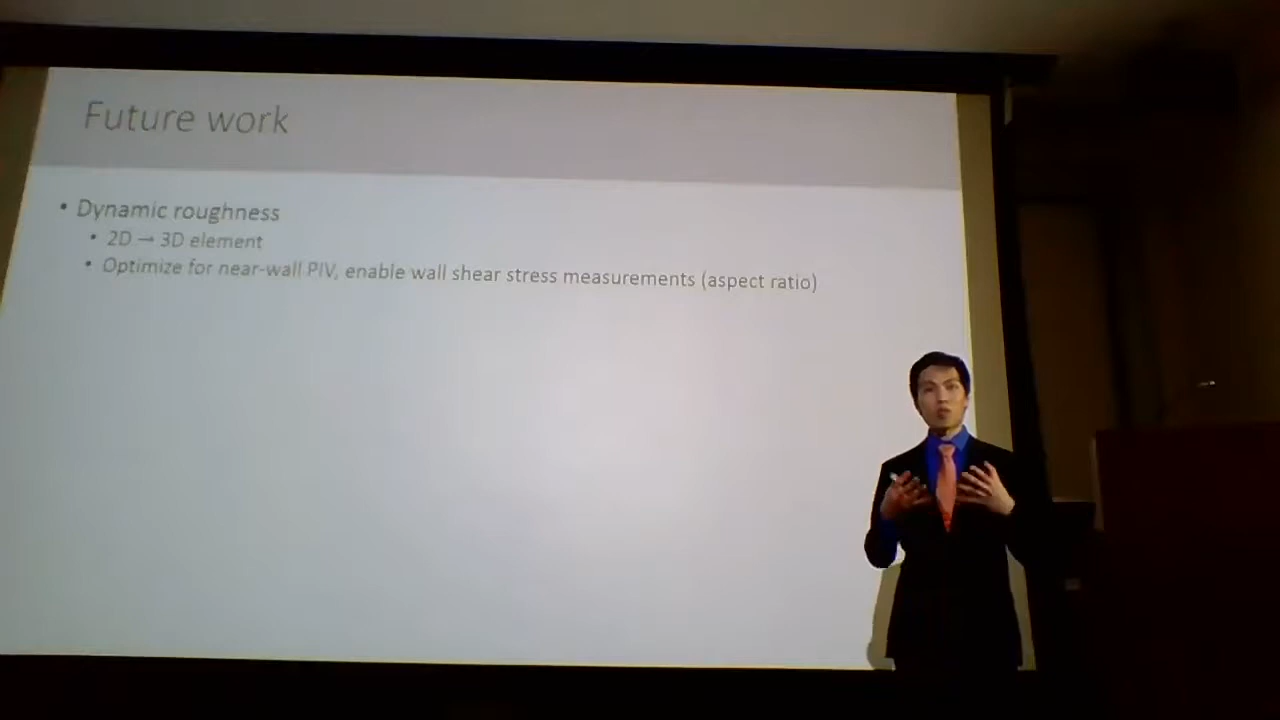 Future work
• Dynamic roughness
• 2D → 3D element
• Optimize for near-wall PIV, enable wall shear stress measurements (aspect ratio)